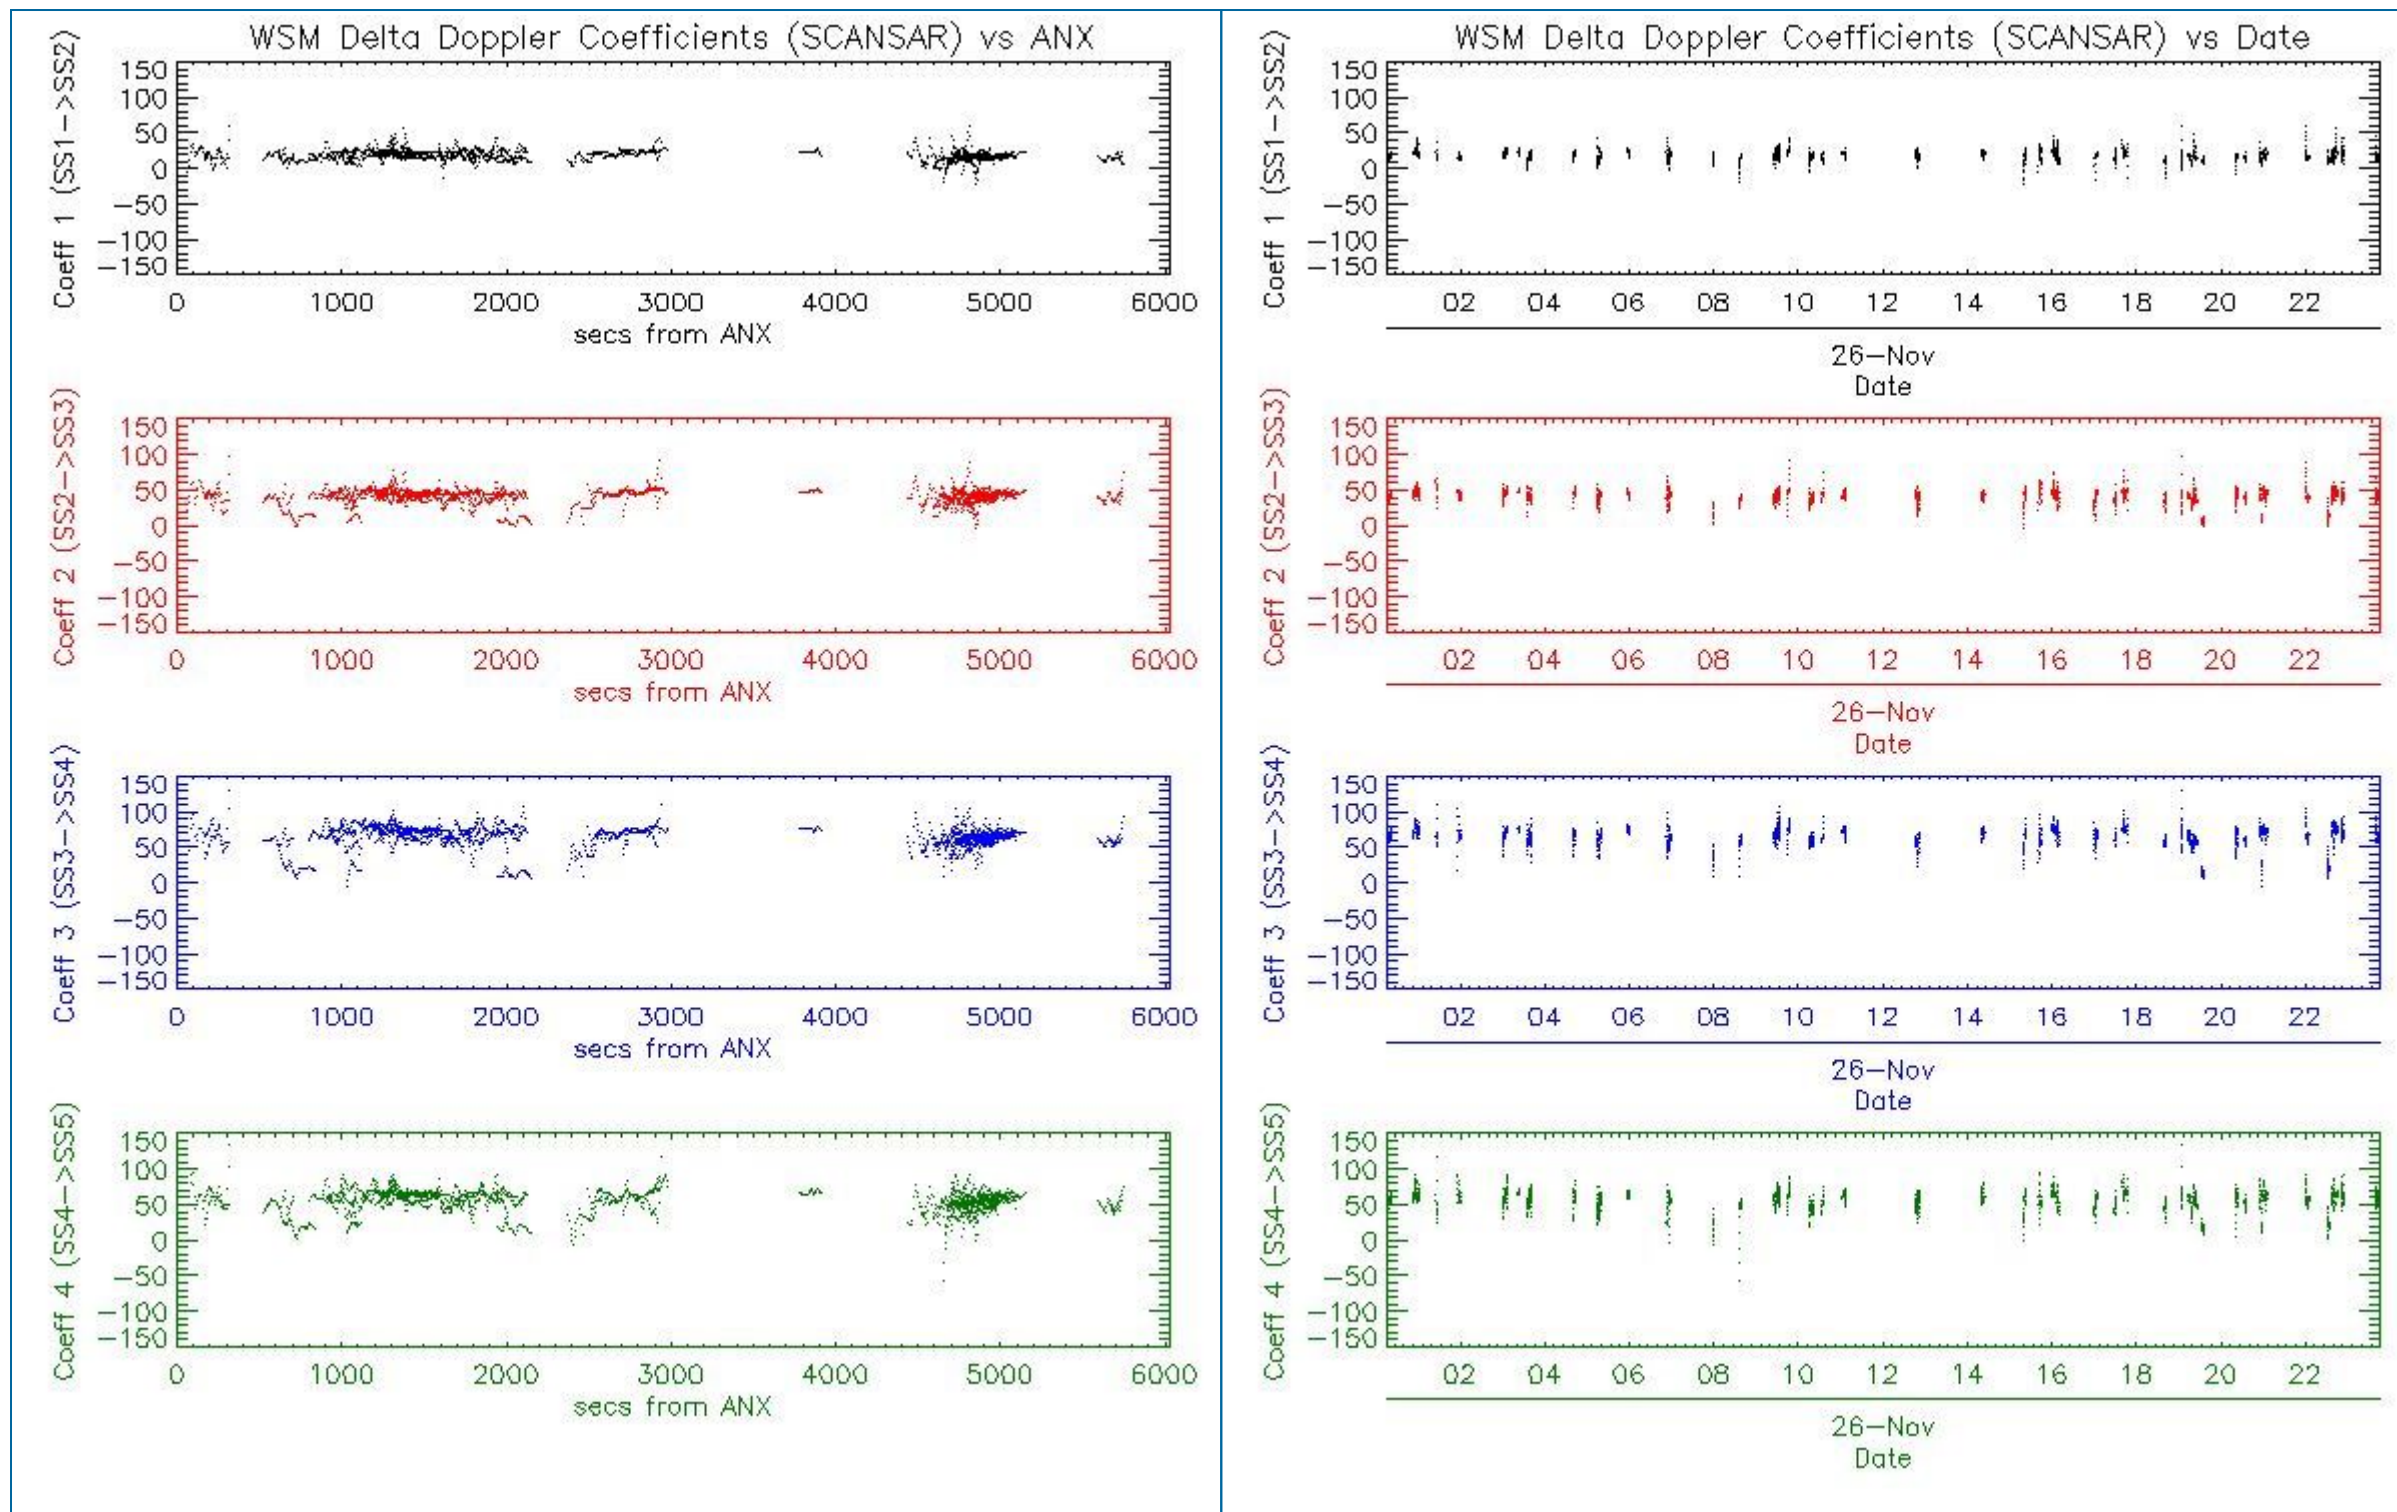 WSM Delta Doppler Coefficients (SCANSAR) vs ANX
Coeff 1 (SS1->SS2)
150
100
50
0
-50
-100
-150
0 1000 2000 3000 4000 5000 6000
secs from ANX
Coeff 2 (SS2->SS3)
150
100
50
0
-50
-100
-150
0 1000 2000 3000 4000 5000 6000
secs from ANX
Coeff 3 (SS3->SS4)
150
100
50
0
-50
-100
-150
0 1000 2000 3000 4000 5000 6000
secs from ANX
Coeff 4 (SS4->SS5)
150
100
50
0
-50
-100
-150
0 1000 2000 3000 4000 5000 6000
secs from ANX
WSM Delta Doppler Coefficients (SCANSAR) vs Date
Coeff 1 (SS1->SS2)
150
100
50
0
-50
-100
-150
02 04 06 08 10 12 14 16 18 20 22
26-Nov
Date
Coeff 2 (SS2->SS3)
150
100
50
0
-50
-100
-150
02 04 06 08 10 12 14 16 18 20 22
26-Nov
Date
Coeff 3 (SS3->SS4)
150
100
50
0
-50
-100
-150
02 04 06 08 10 12 14 16 18 20 22
26-Nov
Date
Coeff 4 (SS4->SS5)
150
100
50
0
-50
-100
-150
02 04 06 08 10 12 14 16 18 20 22
26-Nov
Date